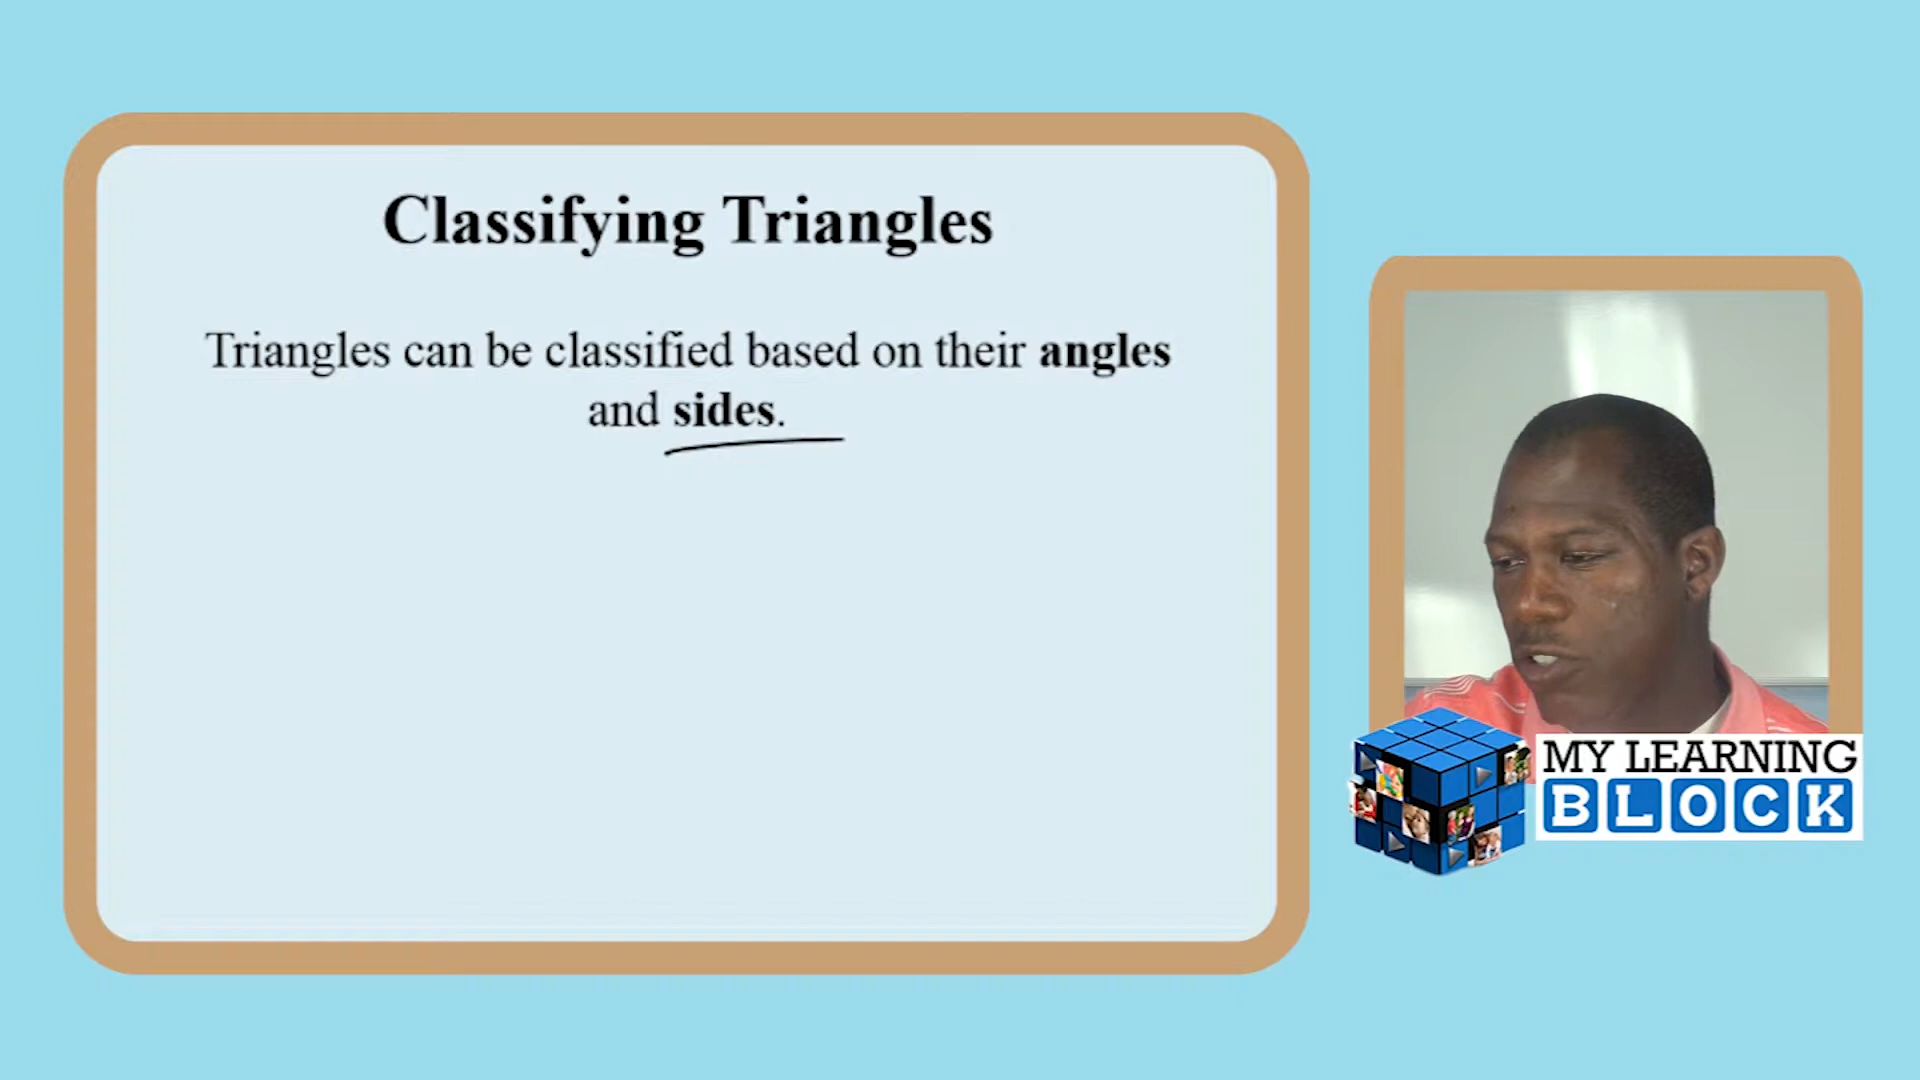 Classifying Triangles
Triangles can be classified based on their angles
and sides.
MY LEARNING
BLOCK